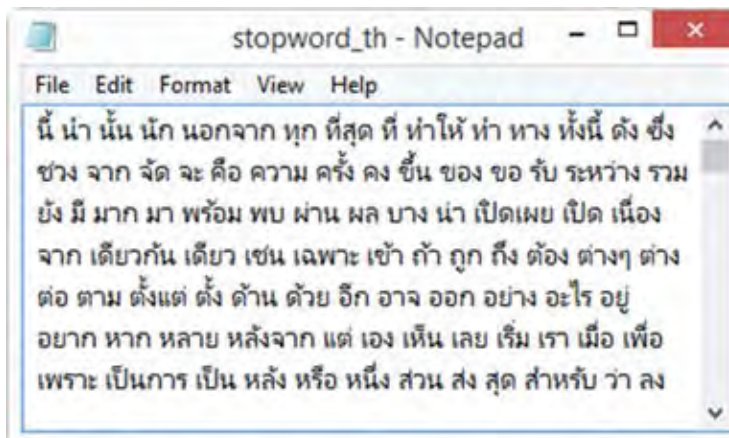 stopword_th - Notepad
File Edit Format View Help
นี้ นำ นั้น นัก นอกจาก ทุก ที่สุด ที่ ทำให้ ทำ ทาง ทั้งนี้ ดัง ซึ่ง
ช่วง จาก จัด จะ คือ ความ ครั้ง คง ขึ้น ของ ขอ รับ ระหว่าง รวม
ยัง มี มาก มา พร้อม พบ ผ่าน ผล บาง น่า เปิดเผย เปิด เนื่อง
จาก เดียวกัน เดียว เช่น เฉพาะ เข้า ถ้า ถูก ถึง ต้อง ต่างๆ ต่าง
ต่อ ตาม ตั้งแต่ ตั้ง ด้าน ด้วย อีก อาจ ออก อย่าง อะไร อยู่
อยาก หาก หลาย หลังจาก แต่ เอง เห็น เลย เริ่ม เรา เมื่อ เพื่อ
เพราะ เป็นการ เป็น หลัง หรือ หนึ่ง ส่วน ส่ง สุด สำหรับ ว่า ลง